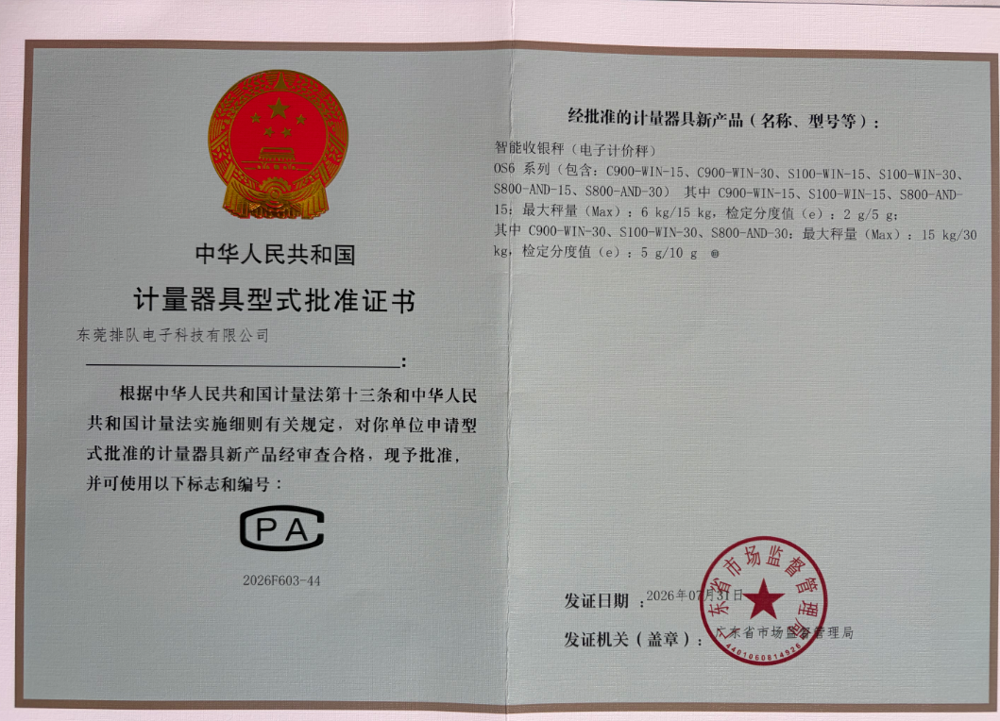 中华人民共和国
计量器具型式批准证书
东莞排队电子科技有限公司
:
根据中华人民共和国计量法第十三条和中华人民
共和国计量法实施细则有关规定，对你单位申请型
式批准的计量器具新产品经审查合格，现予批准，
并可使用以下标志和编号：
CPA
2026F603-44
经批准的计量器具新产品（名称、型号等）：
智能收银秤（电子计价秤）
OS6 系列（包含：C900-WIN-15、C900-WIN-30、S100-WIN-15、S100-WIN-30、
S800-AND-15、S800-AND-30） 其中 C900-WIN-15、S100-WIN-15、S800-AND-
15：最大秤量（Max）：6 kg/15 kg，检定分度值（e）：2 g/5 g；
其中 C900-WIN-30、S100-WIN-30、S800-AND-30：最大秤量（Max）：15 kg/30
kg，检定分度值（e）：5 g/10 g
发证日期 ：2026年07月31日
发证机关（盖章）：广东省市场监督管理局
广东省市场监督管理局
4401060814926